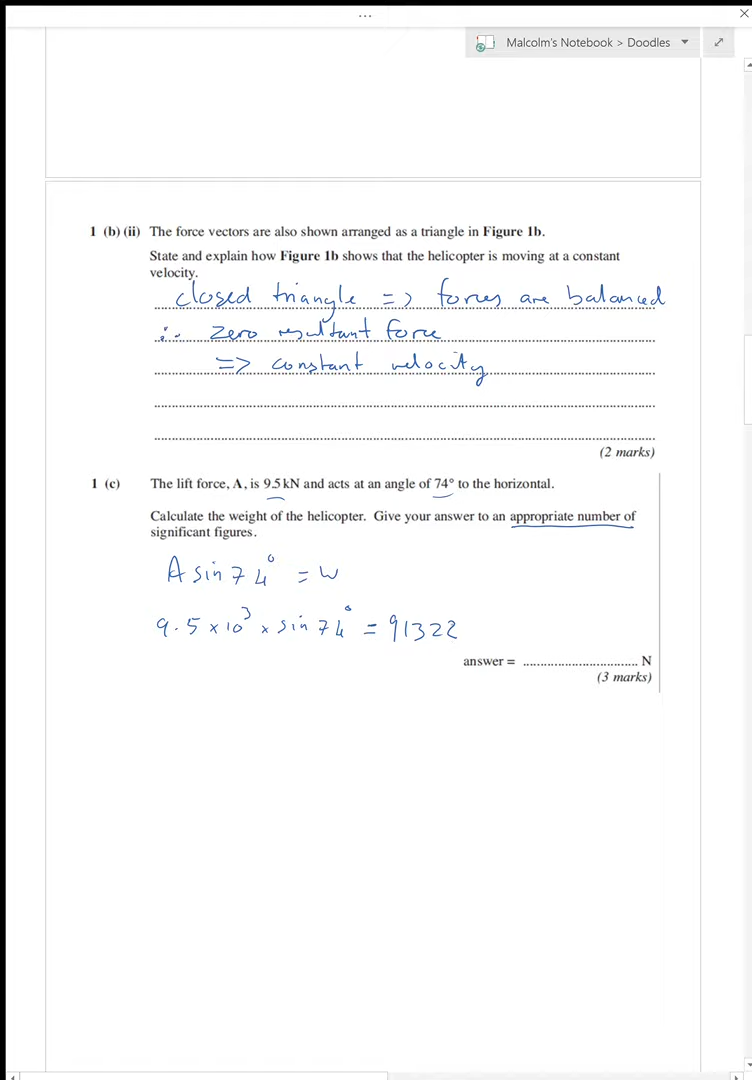 ...
Malcolm's Notebook > Doodles
1 (b) (ii) The force vectors are also shown arranged as a triangle in Figure 1b.
State and explain how Figure 1b shows that the helicopter is moving at a constant
velocity.
closed triangle => forces are balanced
∴ zero resultant force
=> constant velocity
(2 marks)
1 (c) The lift force, A, is 9.5 kN and acts at an angle of 74° to the horizontal.
Calculate the weight of the helicopter. Give your answer to an appropriate number of
significant figures.
A sin 74° = W
9.5 × 10³ × sin 74° = 91322
answer = .................................. N
(3 marks)